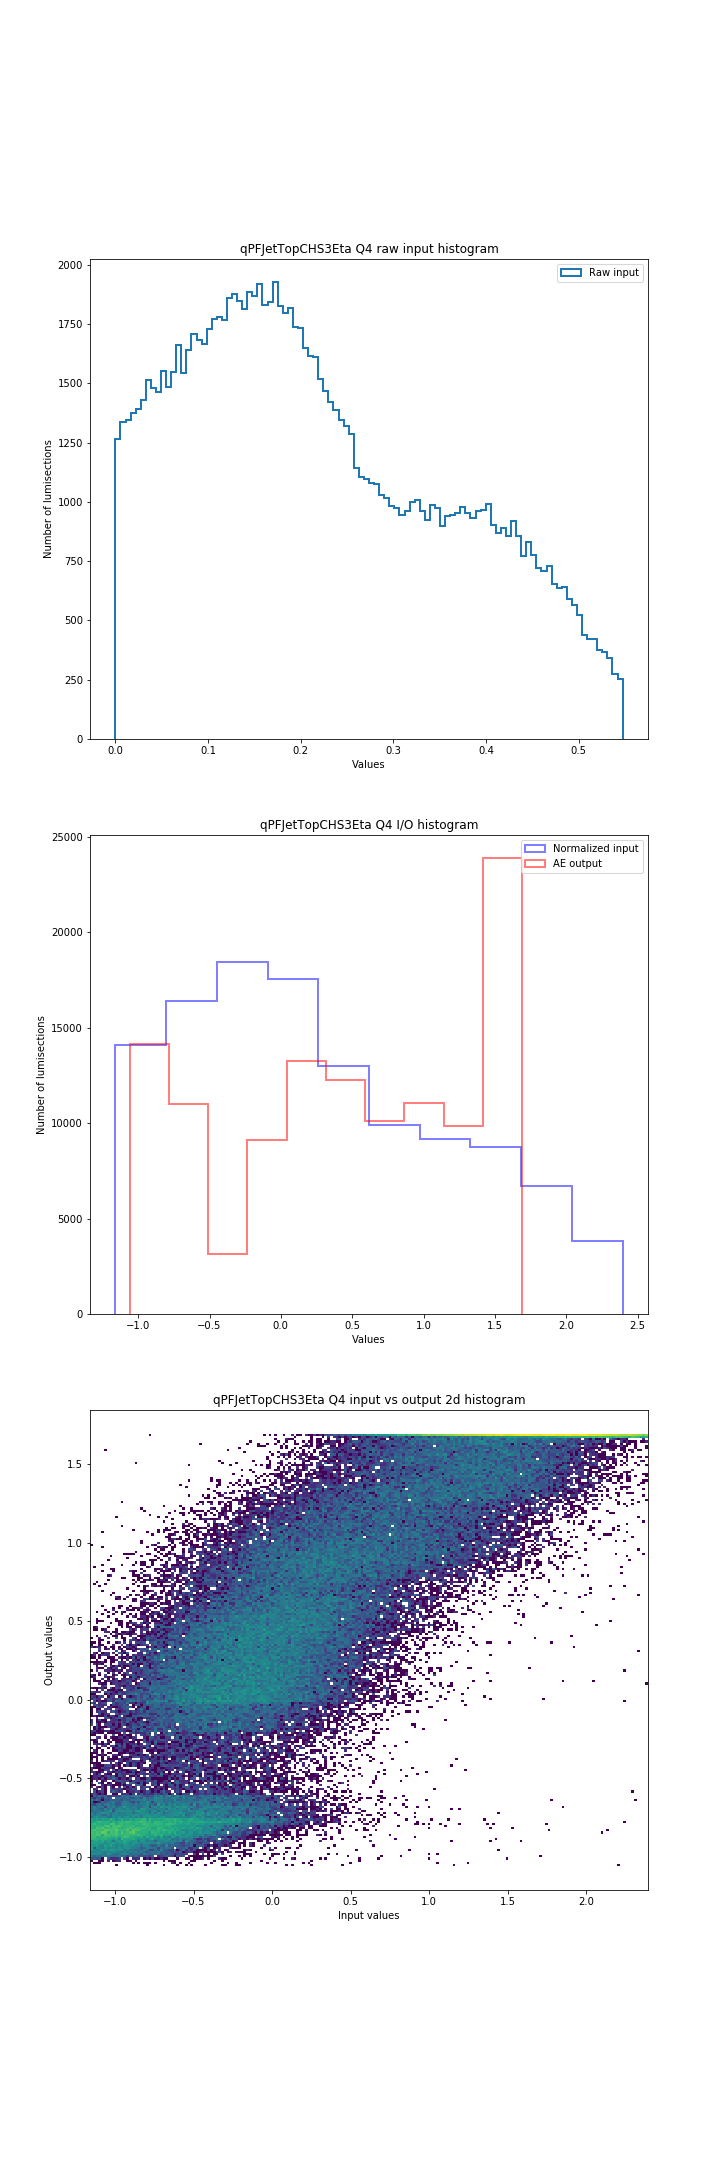 qPFJetTopCHS3Eta Q4 raw input histogram
Raw input
2000
1750
1500
1250
1000
750
500
250
0
Number of lumisections
0.0 0.1 0.2 0.3 0.4 0.5
Values
qPFJetTopCHS3Eta Q4 I/O histogram
Normalized input
AE output
25000
20000
15000
10000
5000
0
Number of lumisections
−1.0 −0.5 0.0 0.5 1.0 1.5 2.0 2.5
Values
qPFJetTopCHS3Eta Q4 input vs output 2d histogram
1.5
1.0
0.5
0.0
−0.5
−1.0
Output values
−1.0 −0.5 0.0 0.5 1.0 1.5 2.0
Input values